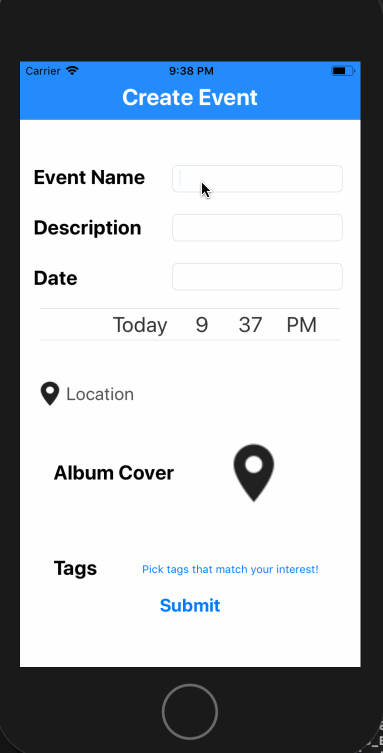 Carrier 9:38 PM
Create Event
Event Name
Description
Date
Today 9 37 PM
Location
Album Cover
Tags Pick tags that match your interest!
Submit